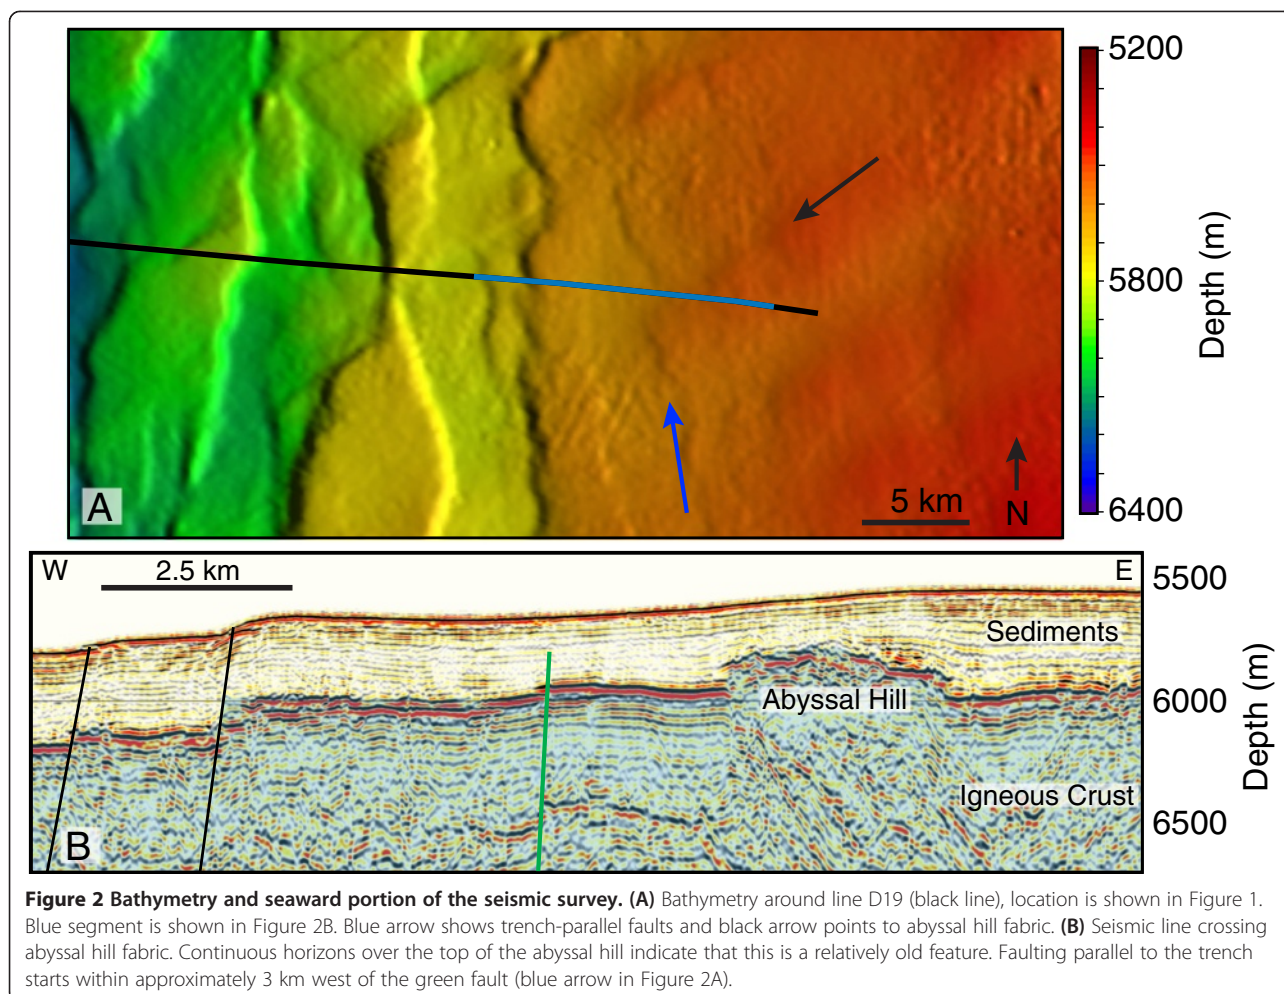 5200
5800
6400
Depth (m)
A
5 km
N
W
2.5 km
E
5500
6000
6500
Depth (m)
Sediments
Abyssal Hill
Igneous Crust
B
Figure 2 Bathymetry and seaward portion of the seismic survey. (A) Bathymetry around line D19 (black line), location is shown in Figure 1.
Blue segment is shown in Figure 2B. Blue arrow shows trench-parallel faults and black arrow points to abyssal hill fabric. (B) Seismic line crossing
abyssal hill fabric. Continuous horizons over the top of the abyssal hill indicate that this is a relatively old feature. Faulting parallel to the trench
starts within approximately 3 km west of the green fault (blue arrow in Figure 2A).